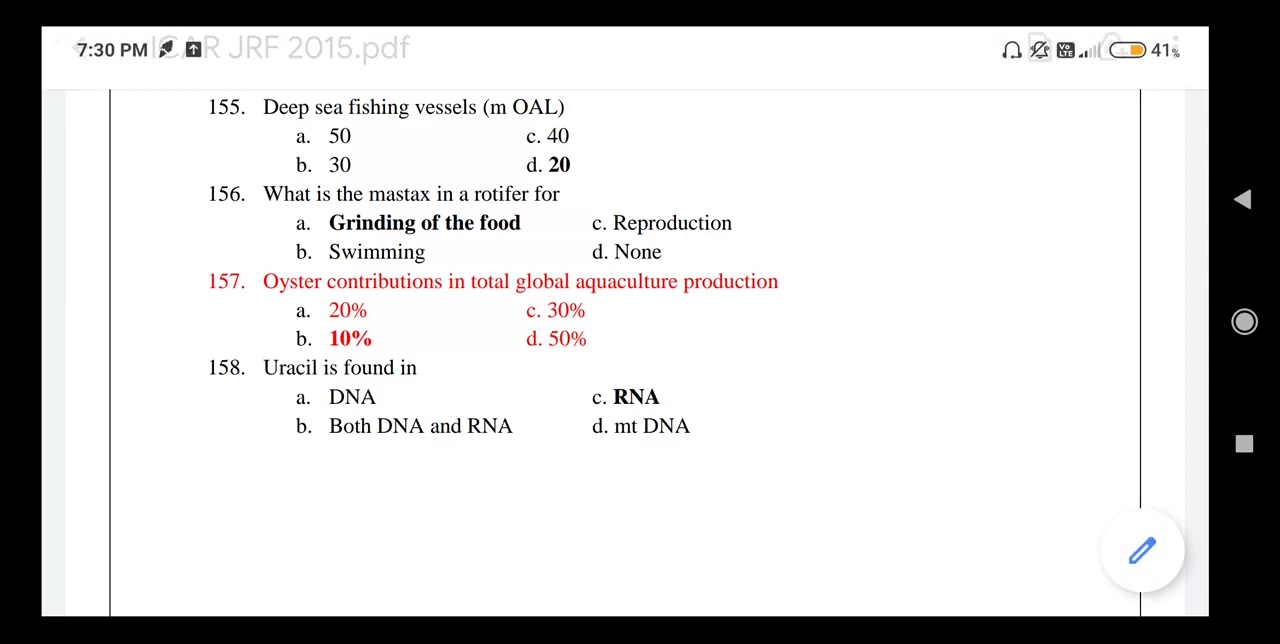 7:30 PM ICAR JRF 2015.pdf 41%
155. Deep sea fishing vessels (m OAL)
a. 50 c. 40
b. 30 d. 20
156. What is the mastax in a rotifer for
a. Grinding of the food c. Reproduction
b. Swimming d. None
157. Oyster contributions in total global aquaculture production
a. 20% c. 30%
b. 10% d. 50%
158. Uracil is found in
a. DNA c. RNA
b. Both DNA and RNA d. mt DNA